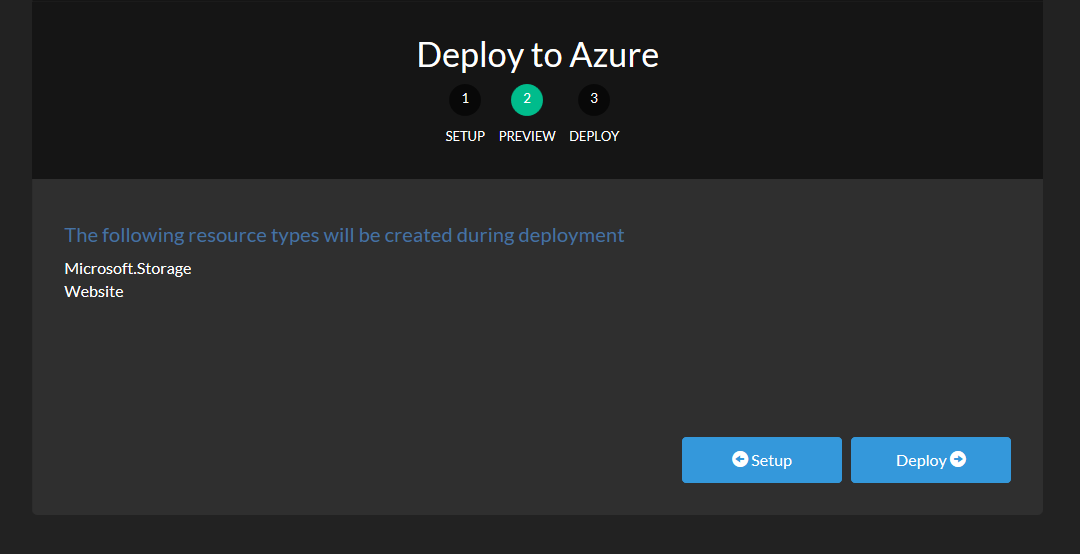 Deploy to Azure
1 2 3
SETUP PREVIEW DEPLOY
The following resource types will be created during deployment
Microsoft.Storage
Website
Setup Deploy